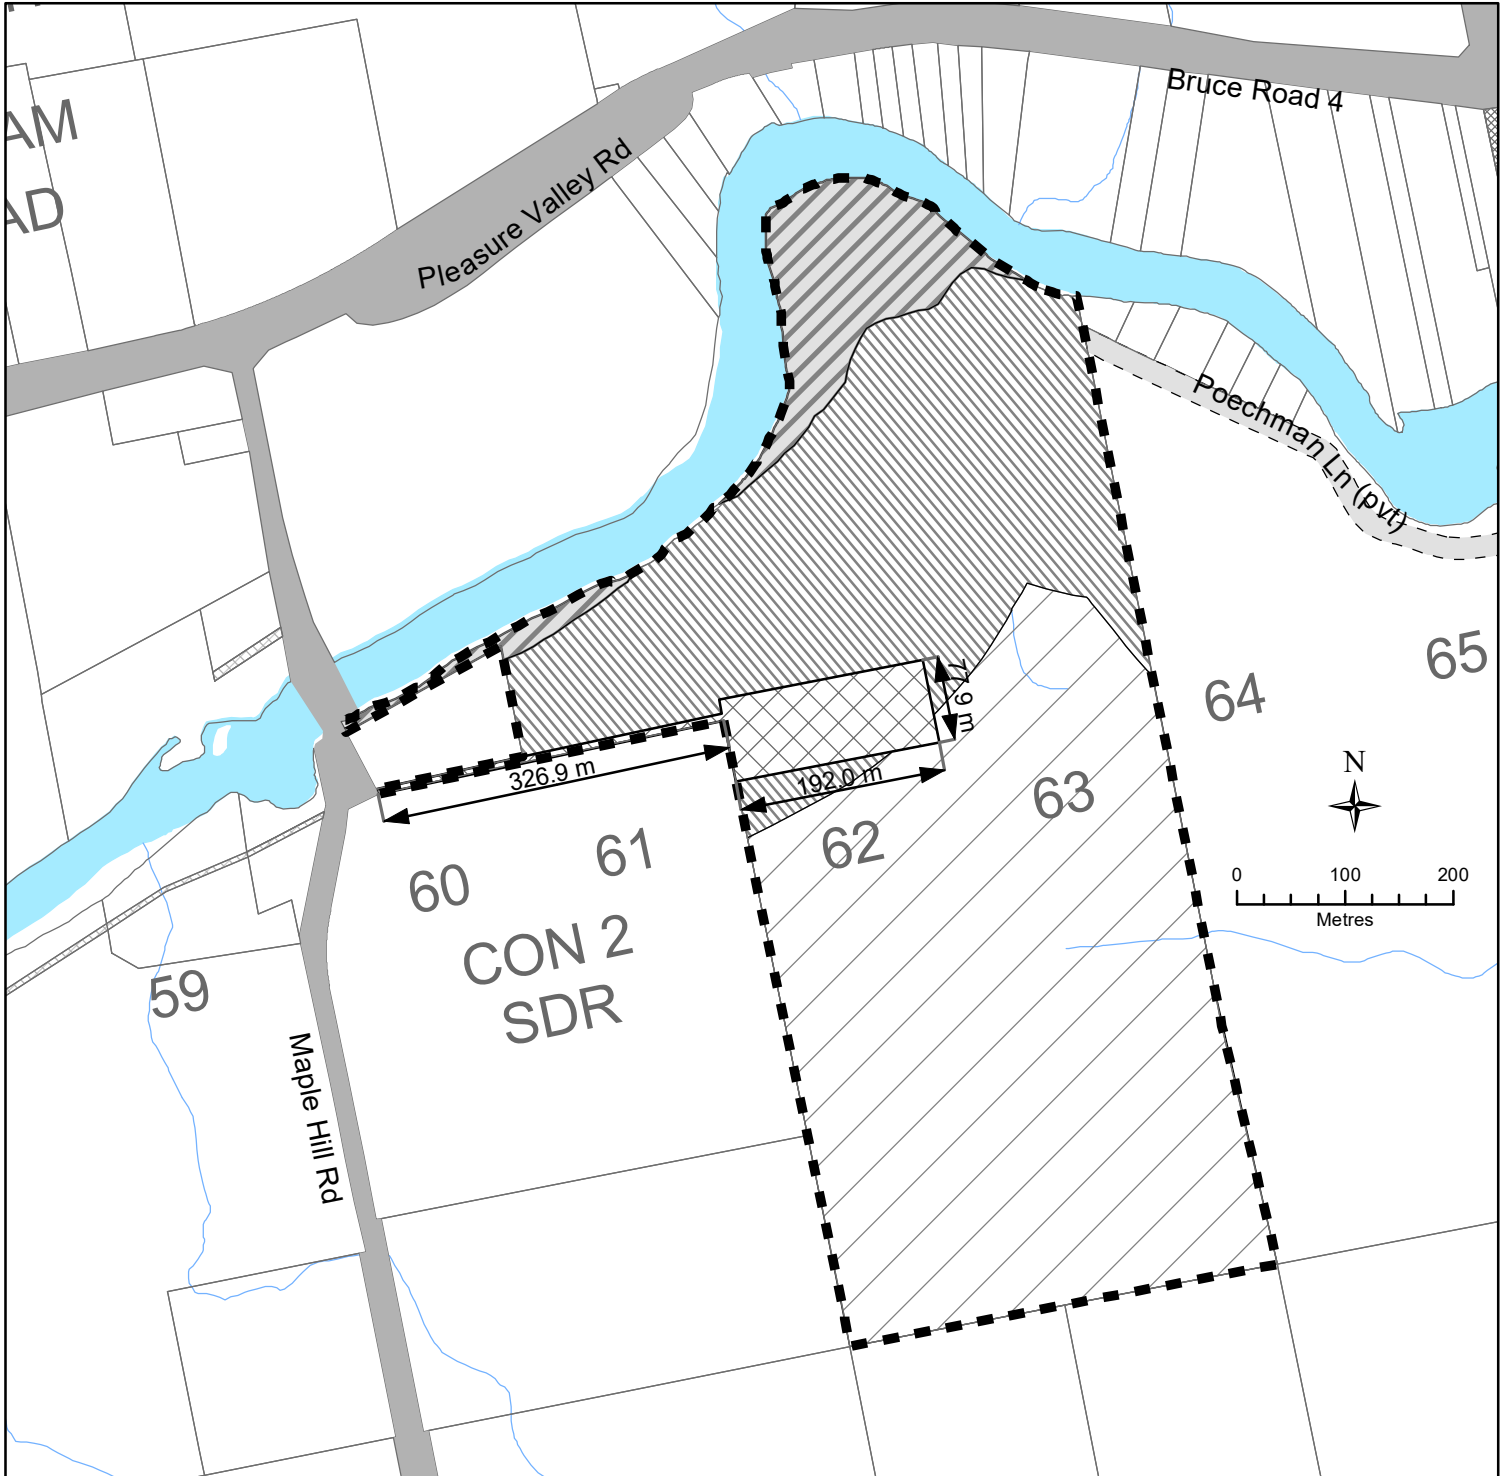 AM
AD
Bruce Road 4
Pleasure Valley Rd
Poechman Ln (pvt)
65
64
77.9 m
N
326.9 m
192.0 m
63
62
61
60
0 100 200
Metres
CON 2
SDR
59
Maple Hill Rd